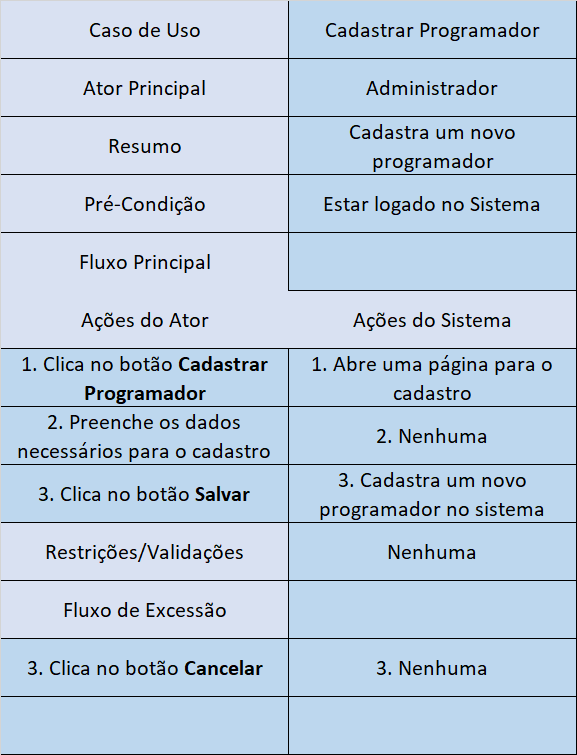 Caso de Uso
Cadastrar Programador
Ator Principal
Administrador
Resumo
Cadastra um novo
programador
Pré-Condição
Estar logado no Sistema
Fluxo Principal
Ações do Ator
Ações do Sistema
1. Clica no botão Cadastrar
Programador
1. Abre uma página para o
cadastro
2. Preenche os dados
necessários para o cadastro
2. Nenhuma
3. Clica no botão Salvar
3. Cadastra um novo
programador no sistema
Restrições/Validações
Nenhuma
Fluxo de Excessão
3. Clica no botão Cancelar
3. Nenhuma